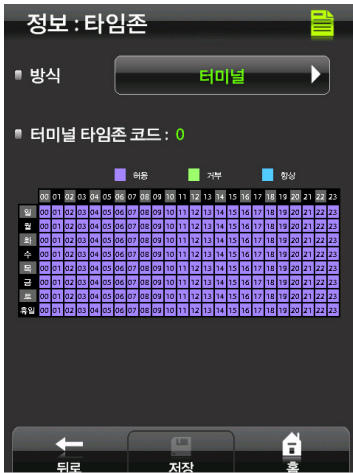 정보 : 타임존
방식
터미널
터미널 타임존 코드 : 0
허용 거부 항상
00 01 02 03 04 05 06 07 08 09 10 11 12 13 14 15 16 17 18 19 20 21 22 23
일 00 01 02 03 04 05 06 07 08 09 10 11 12 13 14 15 16 17 18 19 20 21 22 23
월 00 01 02 03 04 05 06 07 08 09 10 11 12 13 14 15 16 17 18 19 20 21 22 23
화 00 01 02 03 04 05 06 07 08 09 10 11 12 13 14 15 16 17 18 19 20 21 22 23
수 00 01 02 03 04 05 06 07 08 09 10 11 12 13 14 15 16 17 18 19 20 21 22 23
목 00 01 02 03 04 05 06 07 08 09 10 11 12 13 14 15 16 17 18 19 20 21 22 23
금 00 01 02 03 04 05 06 07 08 09 10 11 12 13 14 15 16 17 18 19 20 21 22 23
토 00 01 02 03 04 05 06 07 08 09 10 11 12 13 14 15 16 17 18 19 20 21 22 23
휴일 00 01 02 03 04 05 06 07 08 09 10 11 12 13 14 15 16 17 18 19 20 21 22 23
뒤로 저장 홈